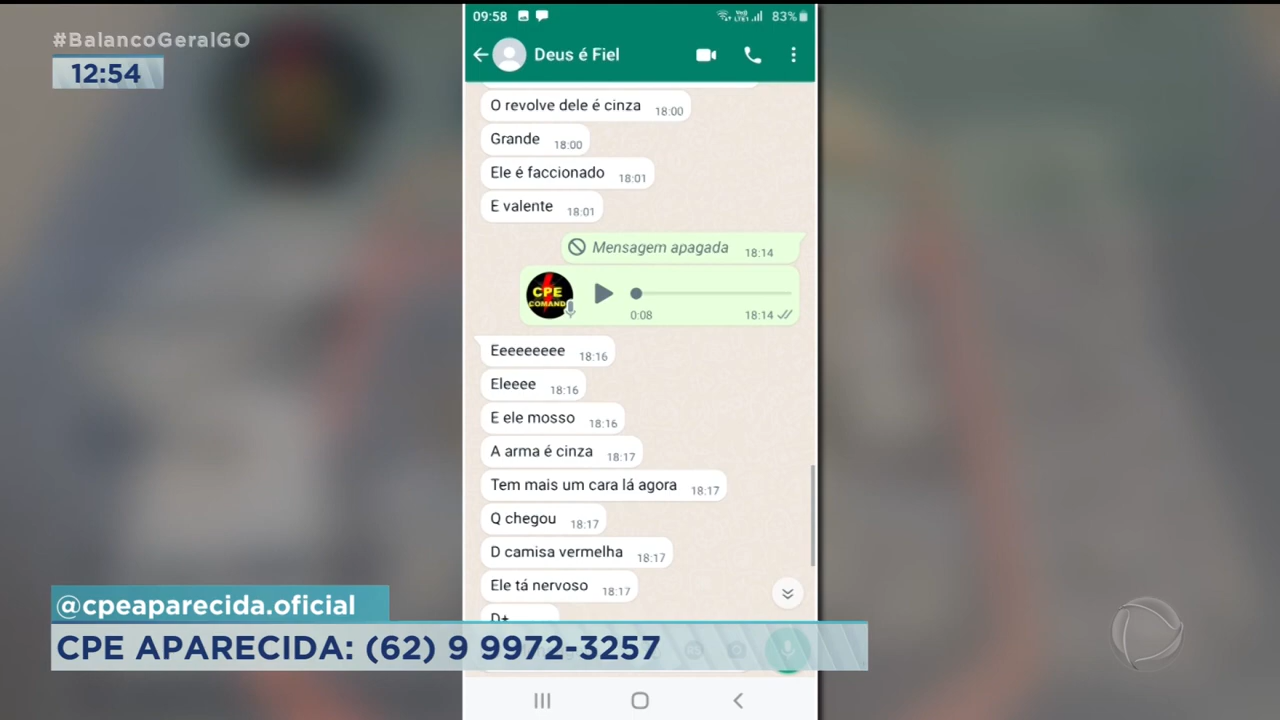 #BalancoGeralGO
12:54
09:58
83%
Deus é Fiel
O revolve dele é cinza 18:00
Grande 18:00
Ele é faccionado 18:01
E valente 18:01
Mensagem apagada 18:14
CPE
COMAND
0:08 18:14
Eeeeeeeee 18:16
Eleeee 18:16
E ele mosso 18:16
A arma é cinza 18:17
Tem mais um cara lá agora 18:17
Q chegou 18:17
D camisa vermelha 18:17
Ele tá nervoso 18:17
D+
@cpeaparecida.oficial
CPE APARECIDA: (62) 9 9972-3257